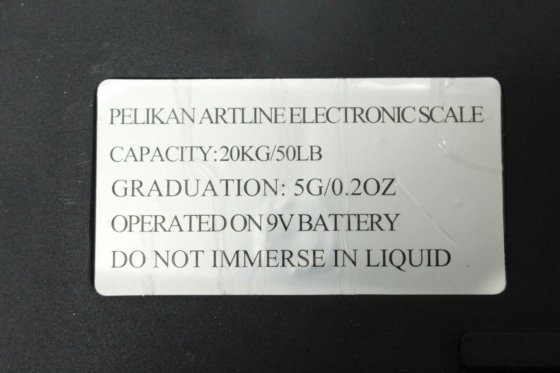 PELIKAN ARTLINE ELECTRONIC SCALE
CAPACITY: 20KG/50LB
GRADUATION: 5G/0.2OZ
OPERATED ON 9V BATTERY
DO NOT IMMERSE IN LIQUID